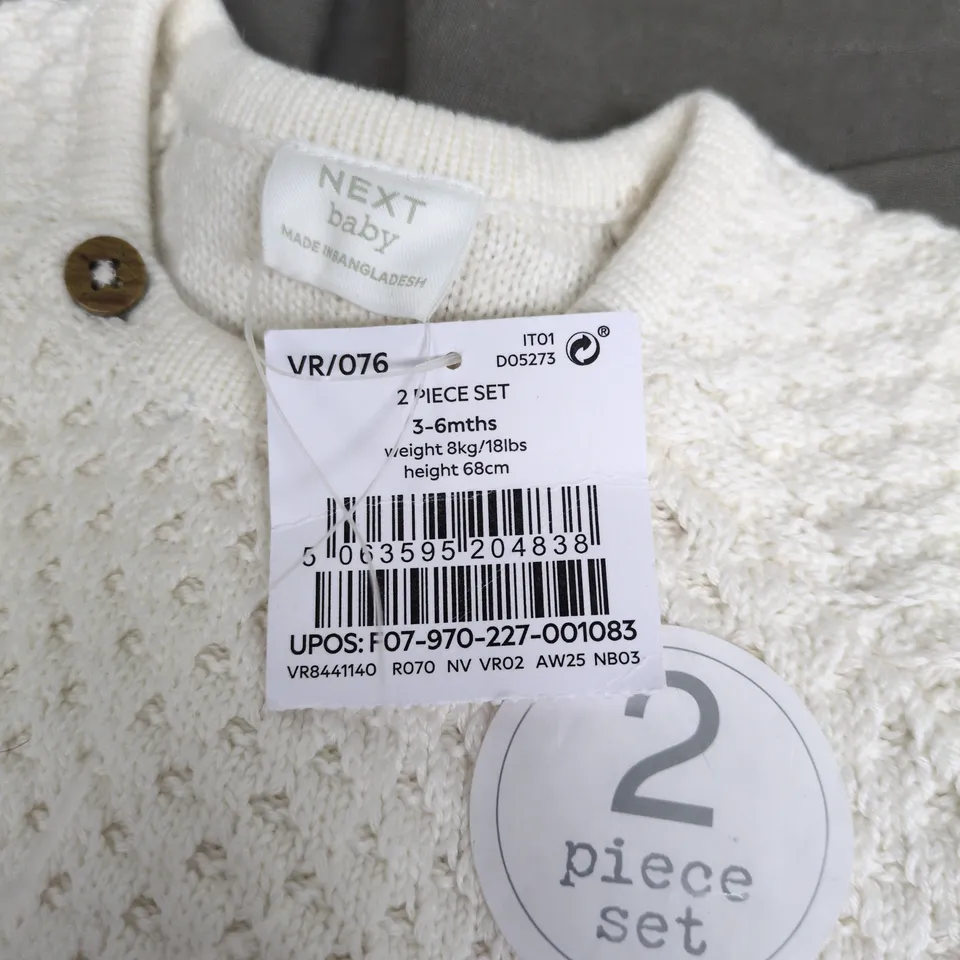 NEXT
baby
MADE IN BANGLADESH
VR/076
IT01
D05273
®
2 PIECE SET
3-6mths
weight 8kg/18lbs
height 68cm
5 063595 204838
UPOS: F07-970-227-001083
VR8441140 R070 NV VR02 AW25 NB03
2
piece
set